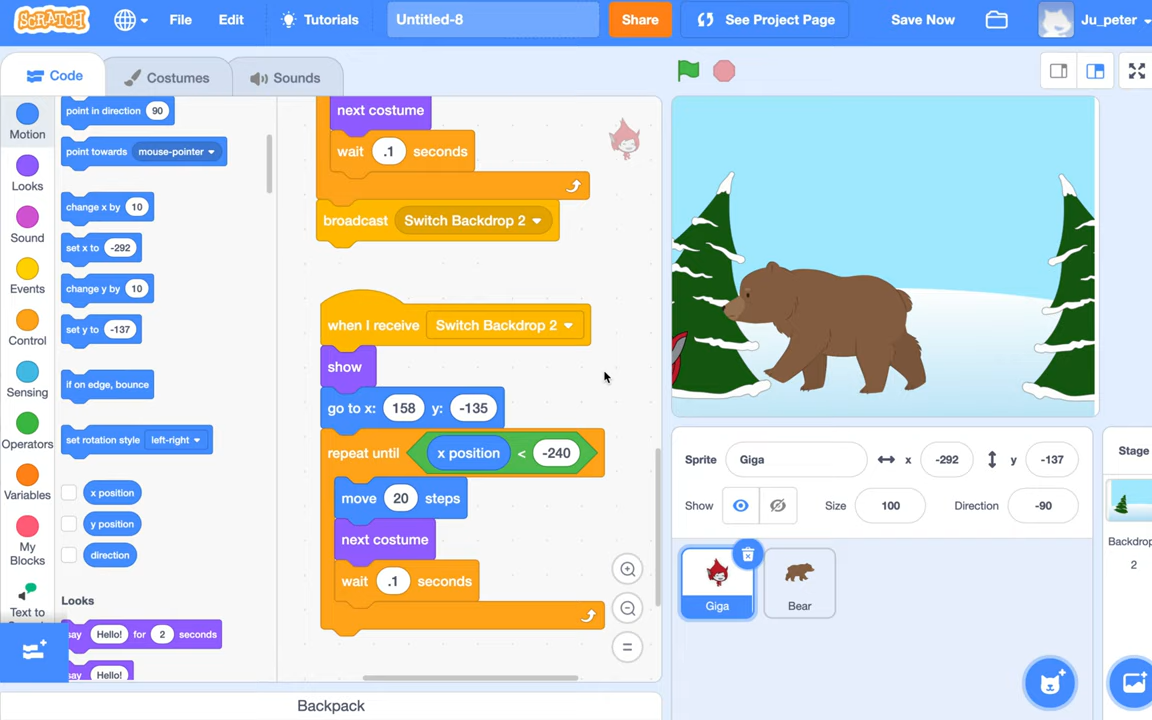 SCRATCH File Edit Tutorials Untitled-8 Share See Project Page Save Now Ju_peter
Code Costumes Sounds
Motion
Looks
Sound
Events
Control
Sensing
Operators
Variables
My
Blocks
Text to
point in direction 90
point towards mouse-pointer
change x by 10
set x to -292
change y by 10
set y to -137
if on edge, bounce
set rotation style left-right
x position
y position
direction
Looks
say Hello! for 2 seconds
say Hello!
next costume
wait .1 seconds
broadcast Switch Backdrop 2
when I receive Switch Backdrop 2
show
go to x: 158 y: -135
repeat until x position < -240
move 20 steps
next costume
wait .1 seconds
Backpack
Sprite Giga x -292 y -137
Show Size 100 Direction -90
Giga
Bear
Stage
Backdrop
2